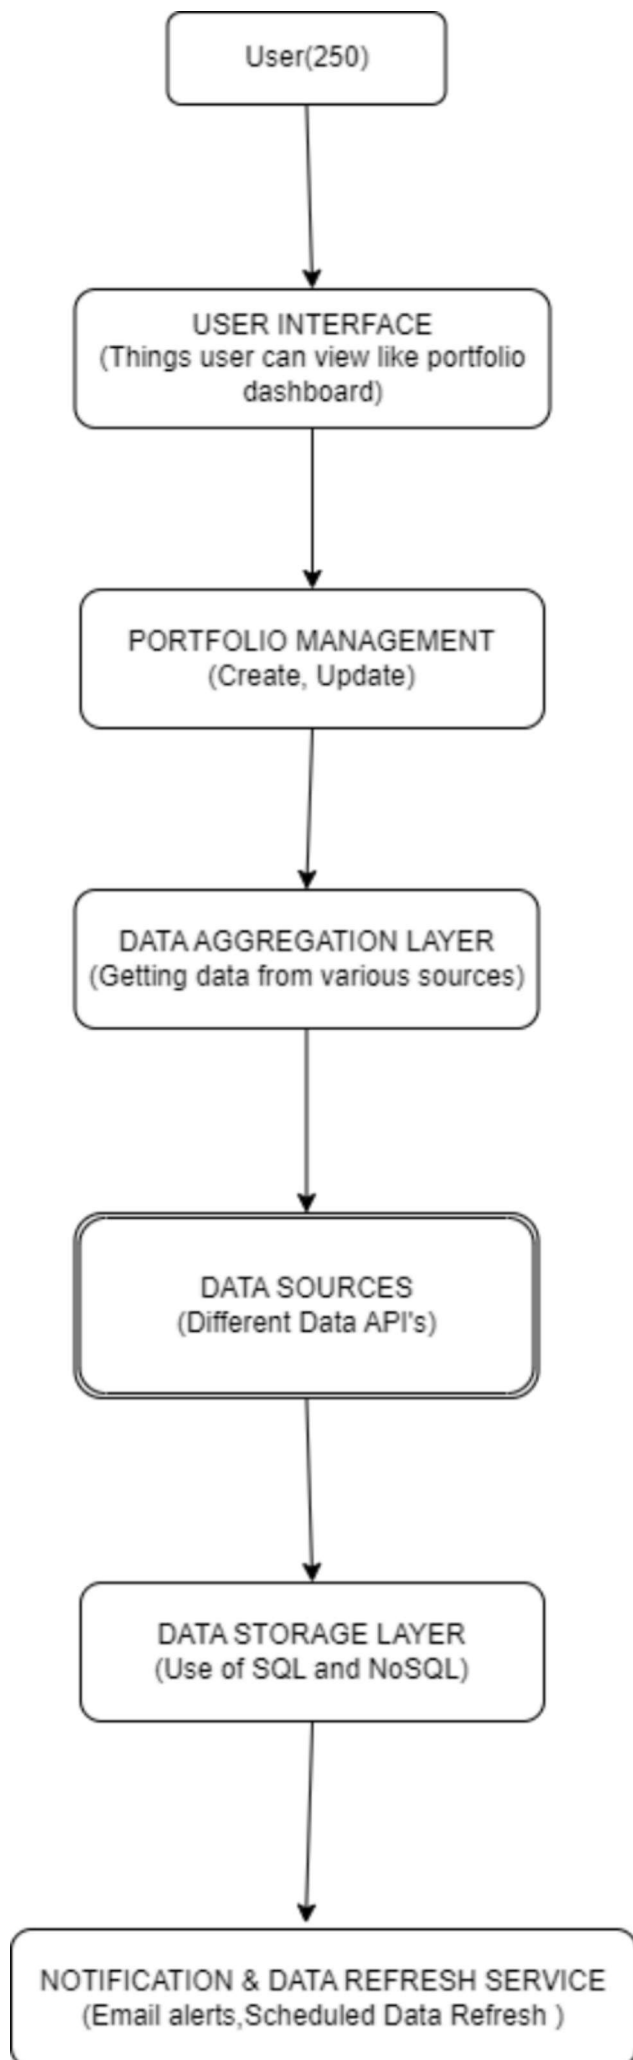 User(250)
USER INTERFACE
(Things user can view like portfolio
dashboard)
PORTFOLIO MANAGEMENT
(Create, Update)
DATA AGGREGATION LAYER
(Getting data from various sources)
DATA SOURCES
(Different Data API's)
DATA STORAGE LAYER
(Use of SQL and NoSQL)
NOTIFICATION & DATA REFRESH SERVICE
(Email alerts,Scheduled Data Refresh )